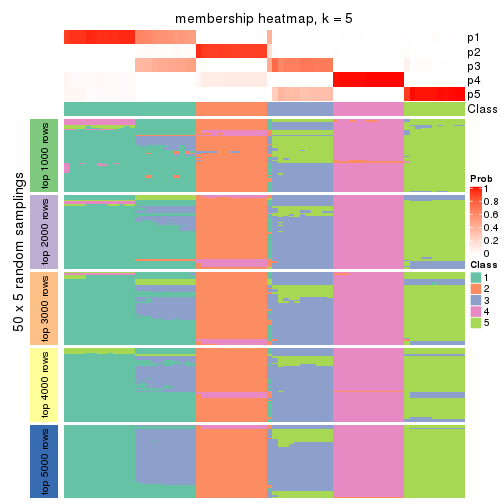 membership heatmap, k = 5
p1
p2
p3
p4
p5
Class
50 x 5 random samplings
top 1000 rows
top 2000 rows
top 3000 rows
top 4000 rows
top 5000 rows
Prob
1
0.8
0.6
0.4
0.2
0
Class
1
2
3
4
5